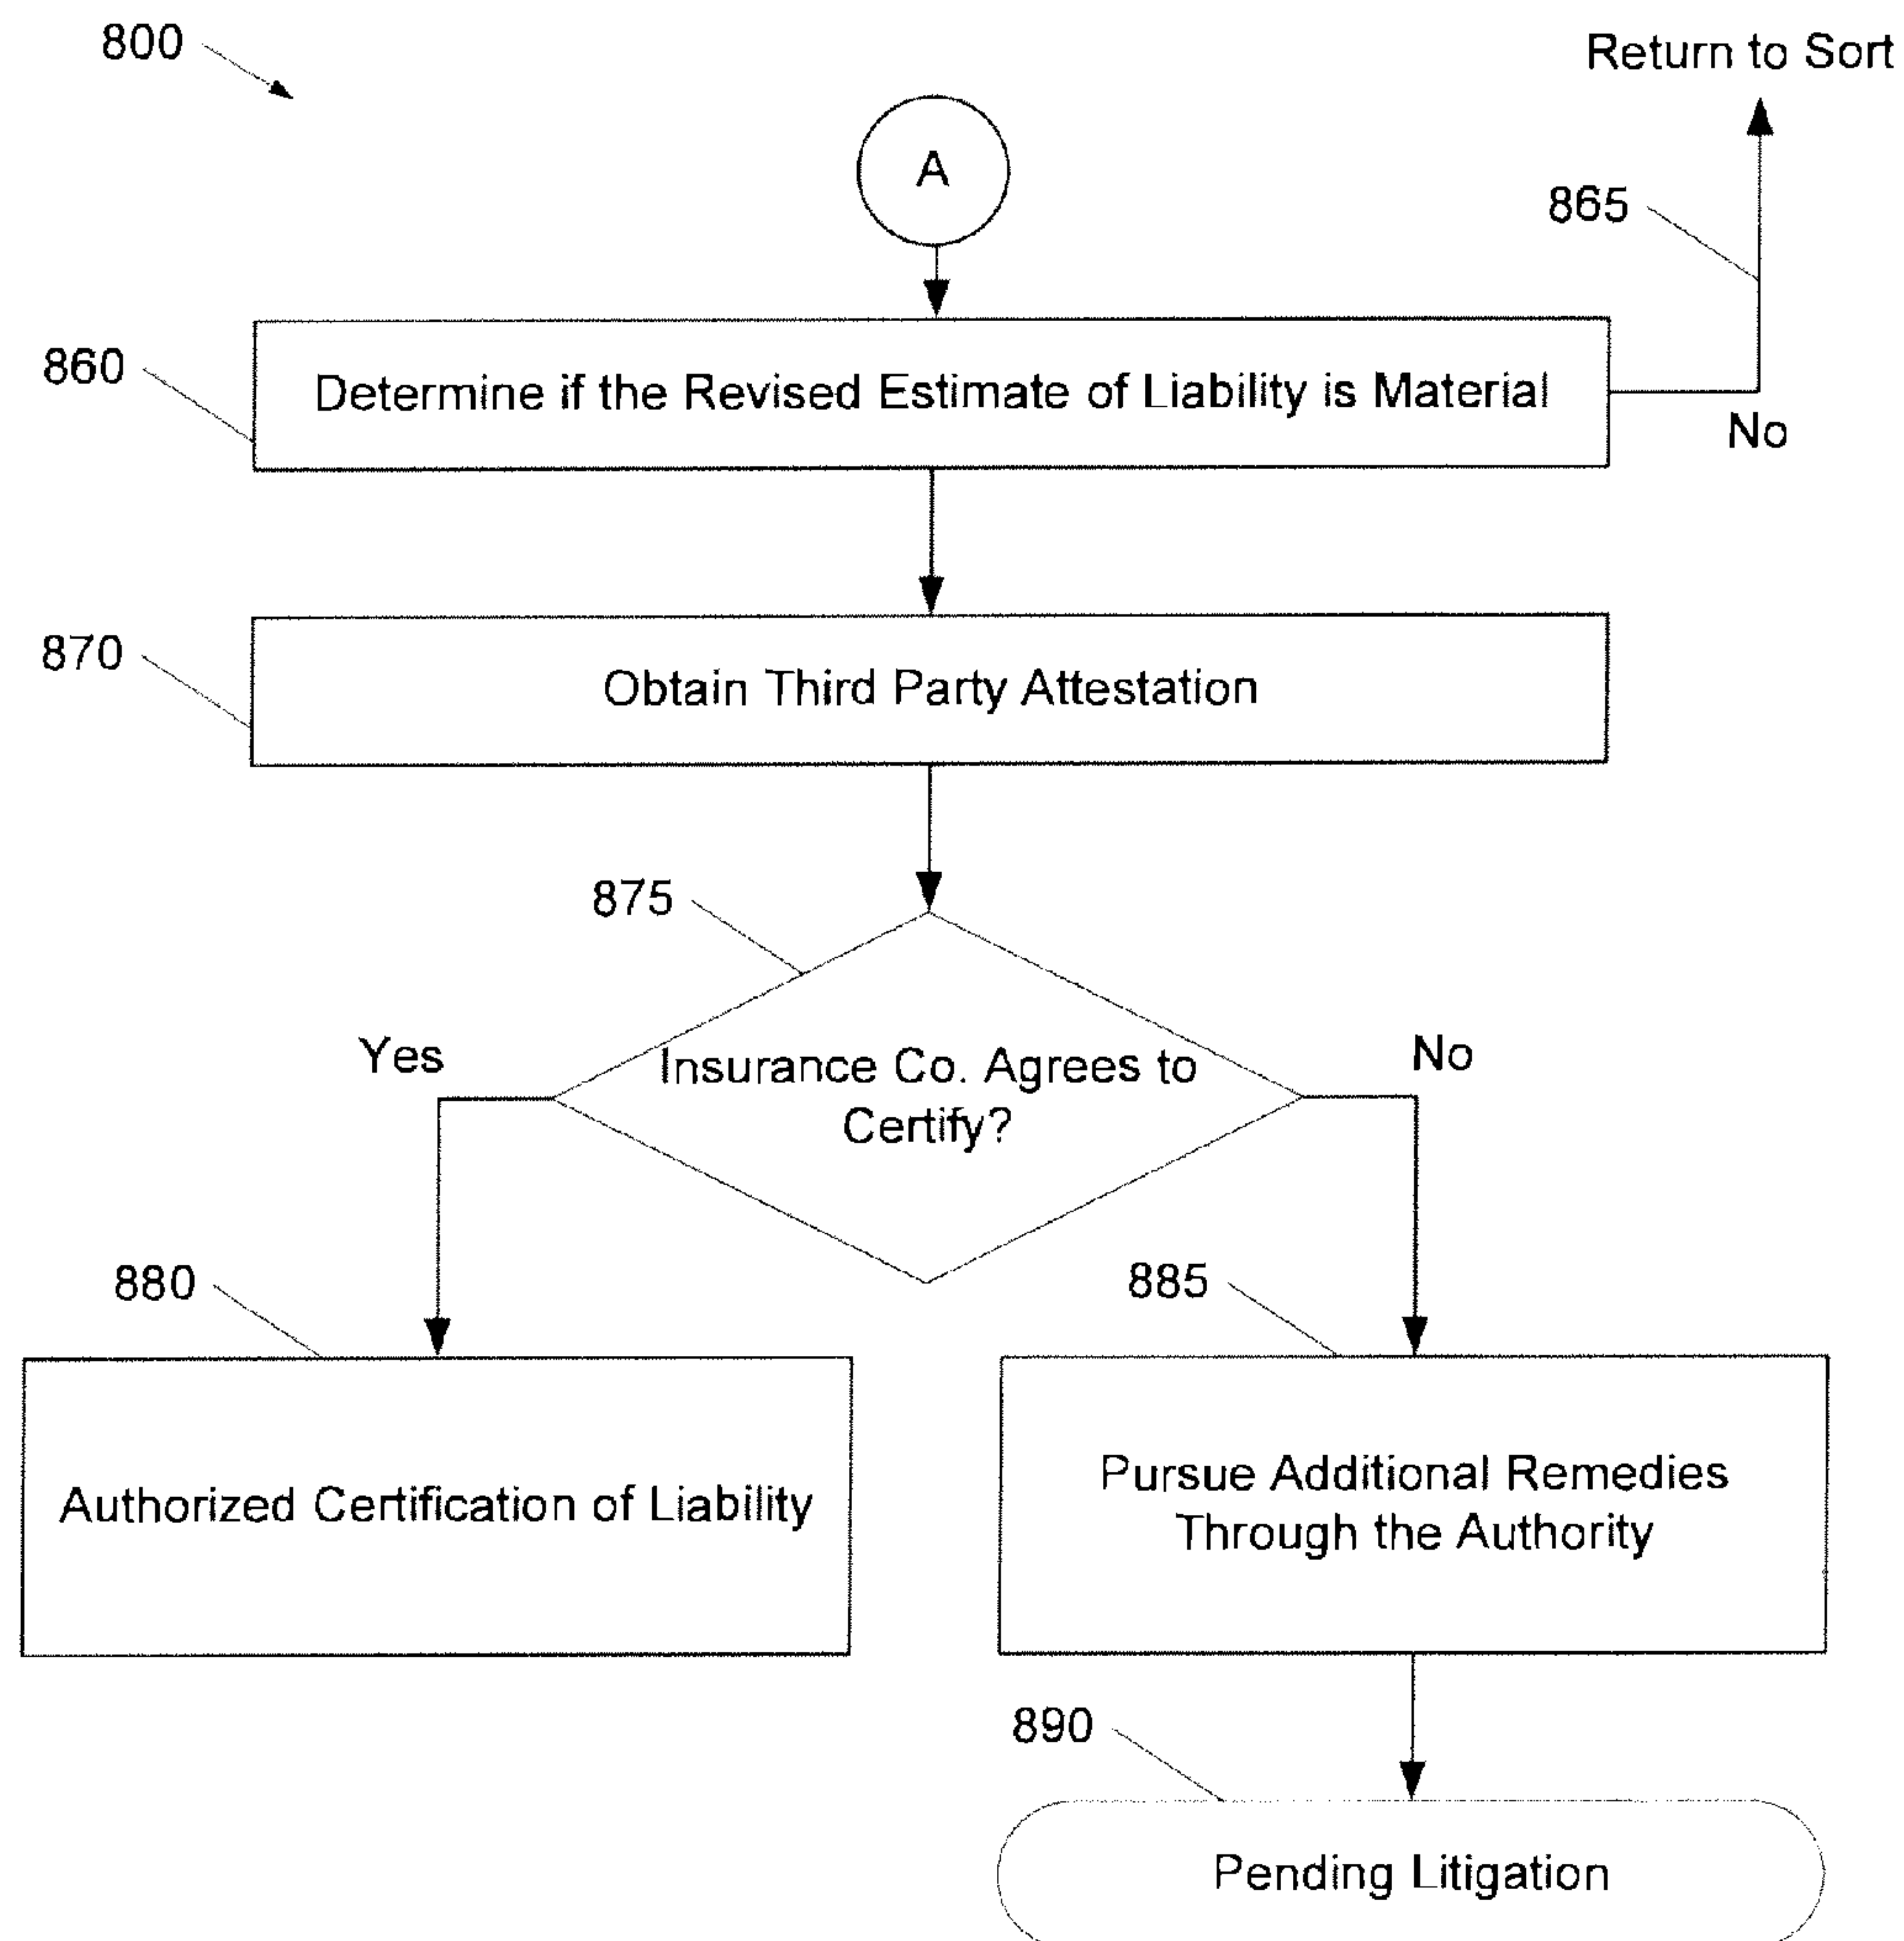 800
Return to Sort
A
865
860
Determine if the Revised Estimate of Liability is Material
No
870
Obtain Third Party Attestation
875
Yes
Insurance Co. Agrees to
Certify?
No
880
885
Authorized Certification of Liability
Pursue Additional Remedies
Through the Authority
890
Pending Litigation